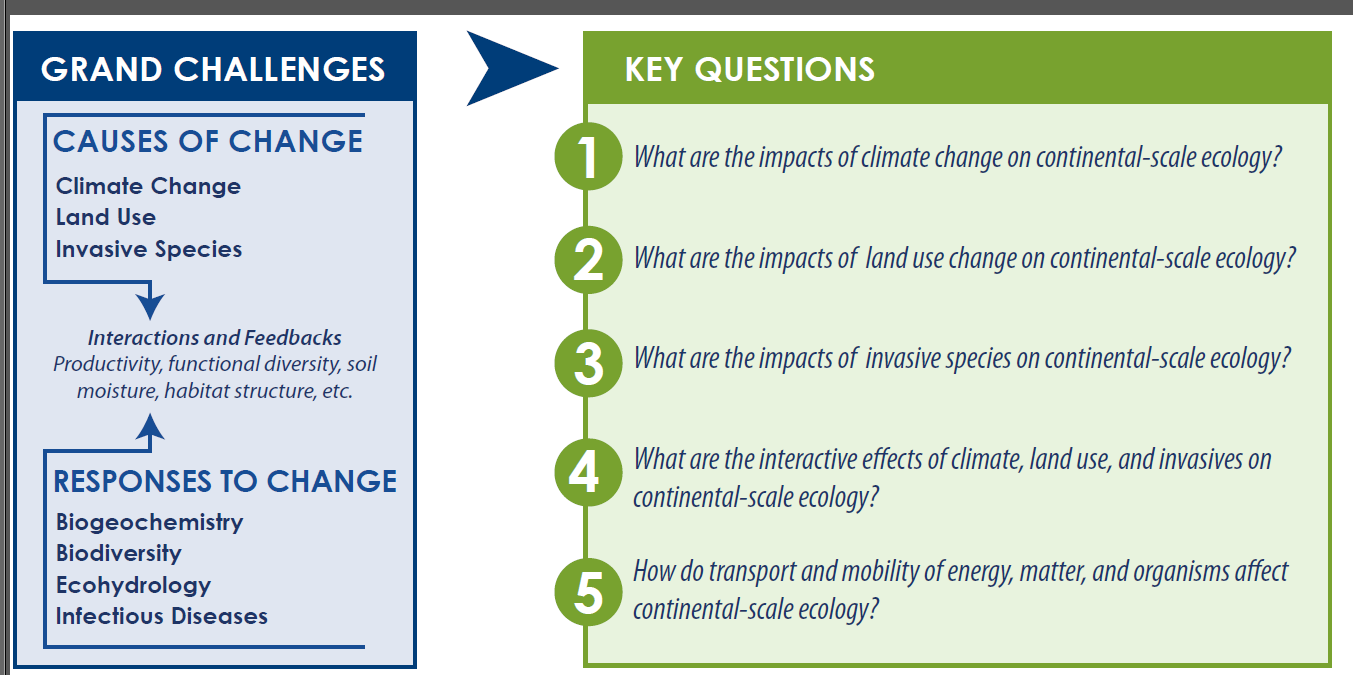 GRAND CHALLENGES
CAUSES OF CHANGE
Climate Change
Land Use
Invasive Species
Interactions and Feedbacks
Productivity, functional diversity, soil
moisture, habitat structure, etc.
RESPONSES TO CHANGE
Biogeochemistry
Biodiversity
Ecohydrology
Infectious Diseases
KEY QUESTIONS
1 What are the impacts of climate change on continental-scale ecology?
2 What are the impacts of land use change on continental-scale ecology?
3 What are the impacts of invasive species on continental-scale ecology?
4 What are the interactive effects of climate, land use, and invasives on
continental-scale ecology?
5 How do transport and mobility of energy, matter, and organisms affect
continental-scale ecology?